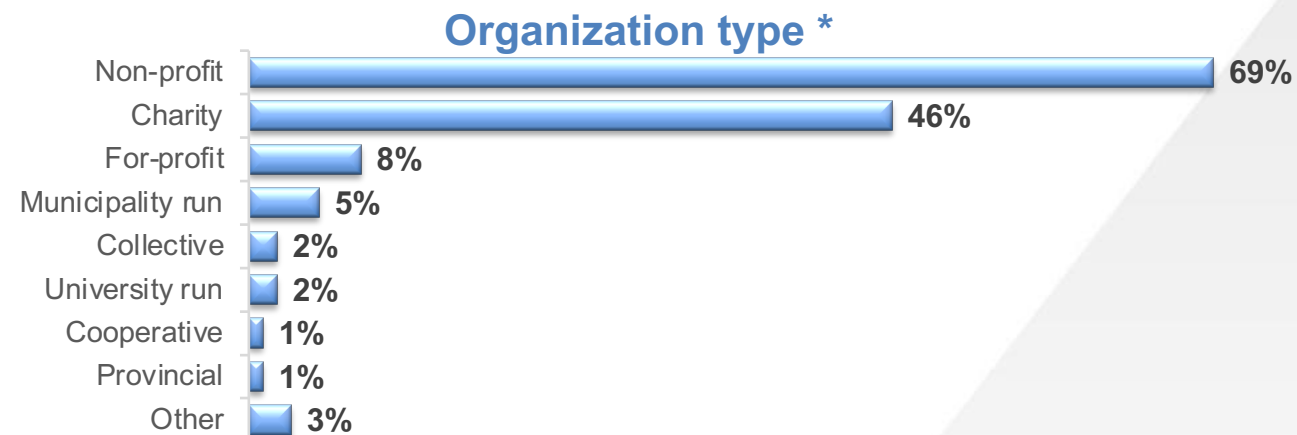 Organization type *
Non-profit 69%
Charity 46%
For-profit 8%
Municipality run 5%
Collective 2%
University run 2%
Cooperative 1%
Provincial 1%
Other 3%